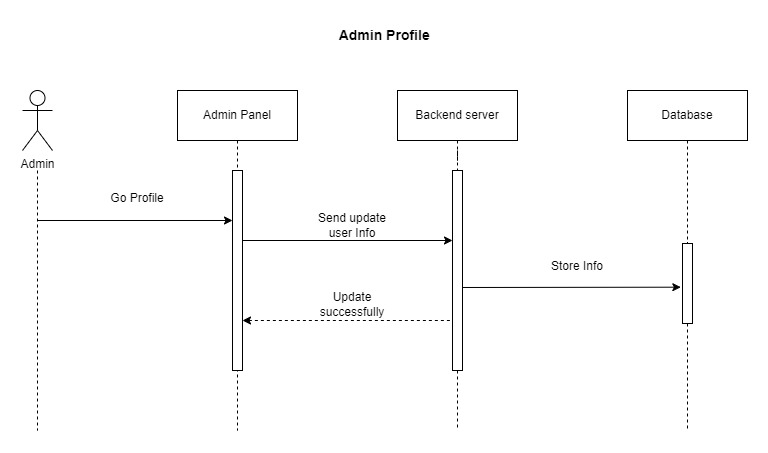 Admin Profile
Admin Panel
Backend server
Database
Admin
Go Profile
Send update
user Info
Store Info
Update
successfully